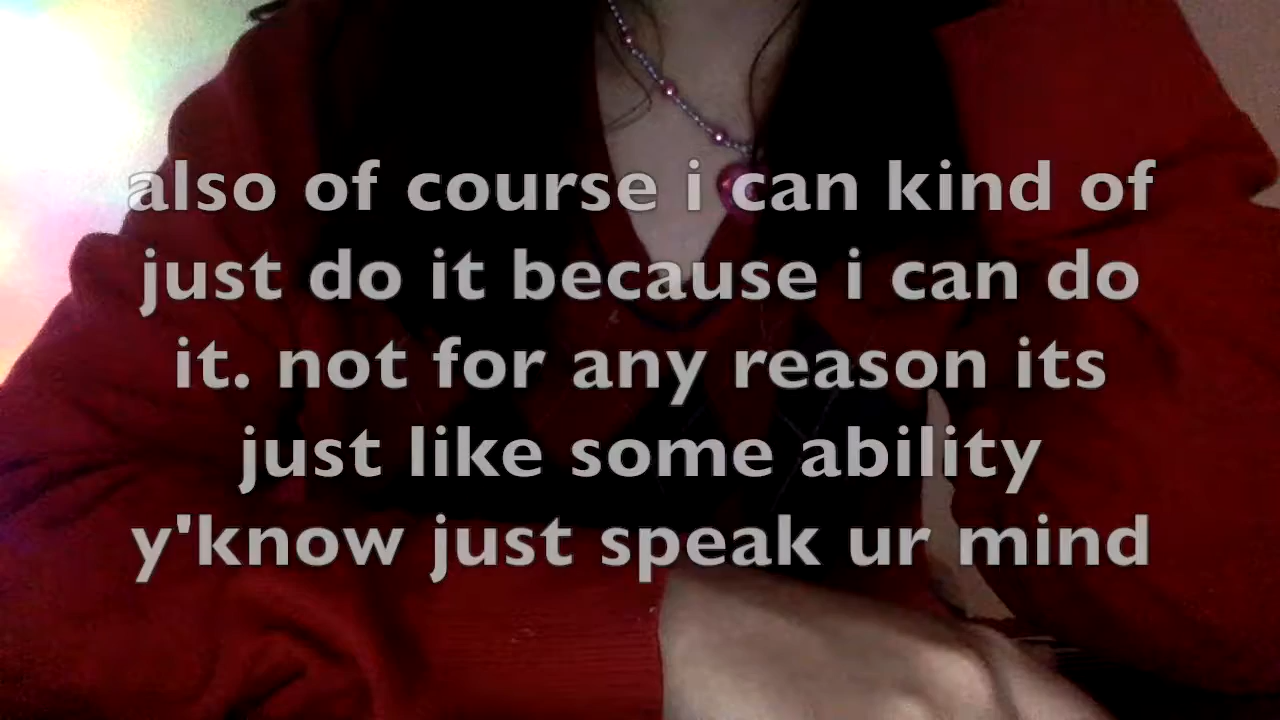 also of course i can kind of
just do it because i can do
it. not for any reason its
just like some ability
y'know just speak ur mind